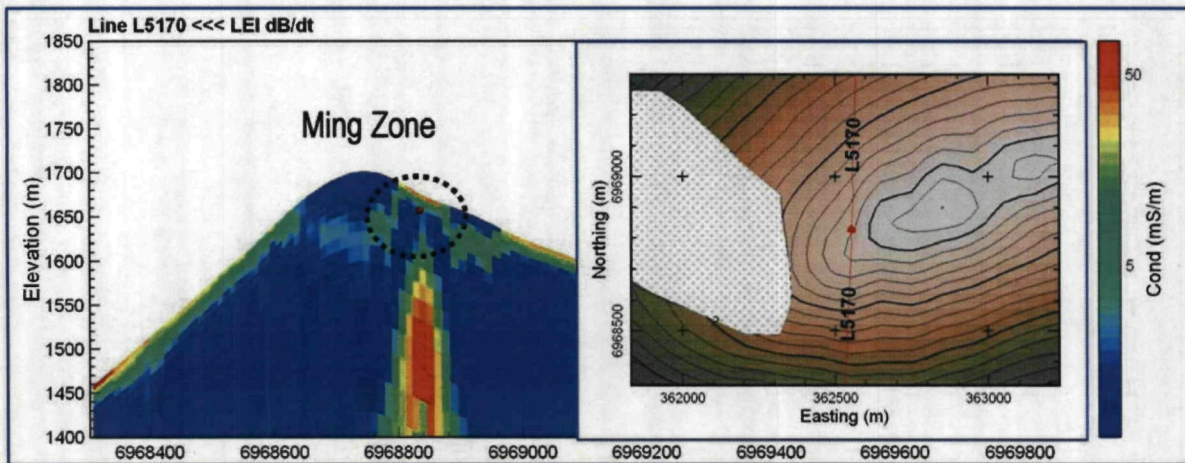 Line L5170 <<< LEI dB/dt
1850
1800
1750
1700
1650
1600
1550
1500
1450
1400
Elevation (m)
Ming Zone
6968400 6968600 6968800 6969000 6969200 6969400 6969600 6969800
L5170
L5170
Northing (m)
6969000
6968500
362000 362500 363000
Easting (m)
50
5
Cond (mS/m)